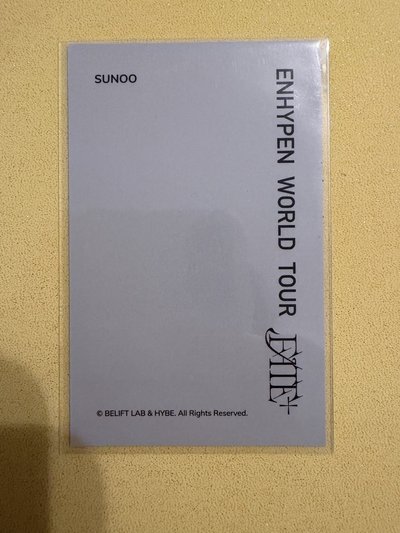 SUNOO
ENHYPEN WORLD TOUR FATE+
© BELIFT LAB & HYBE. All Rights Reserved.